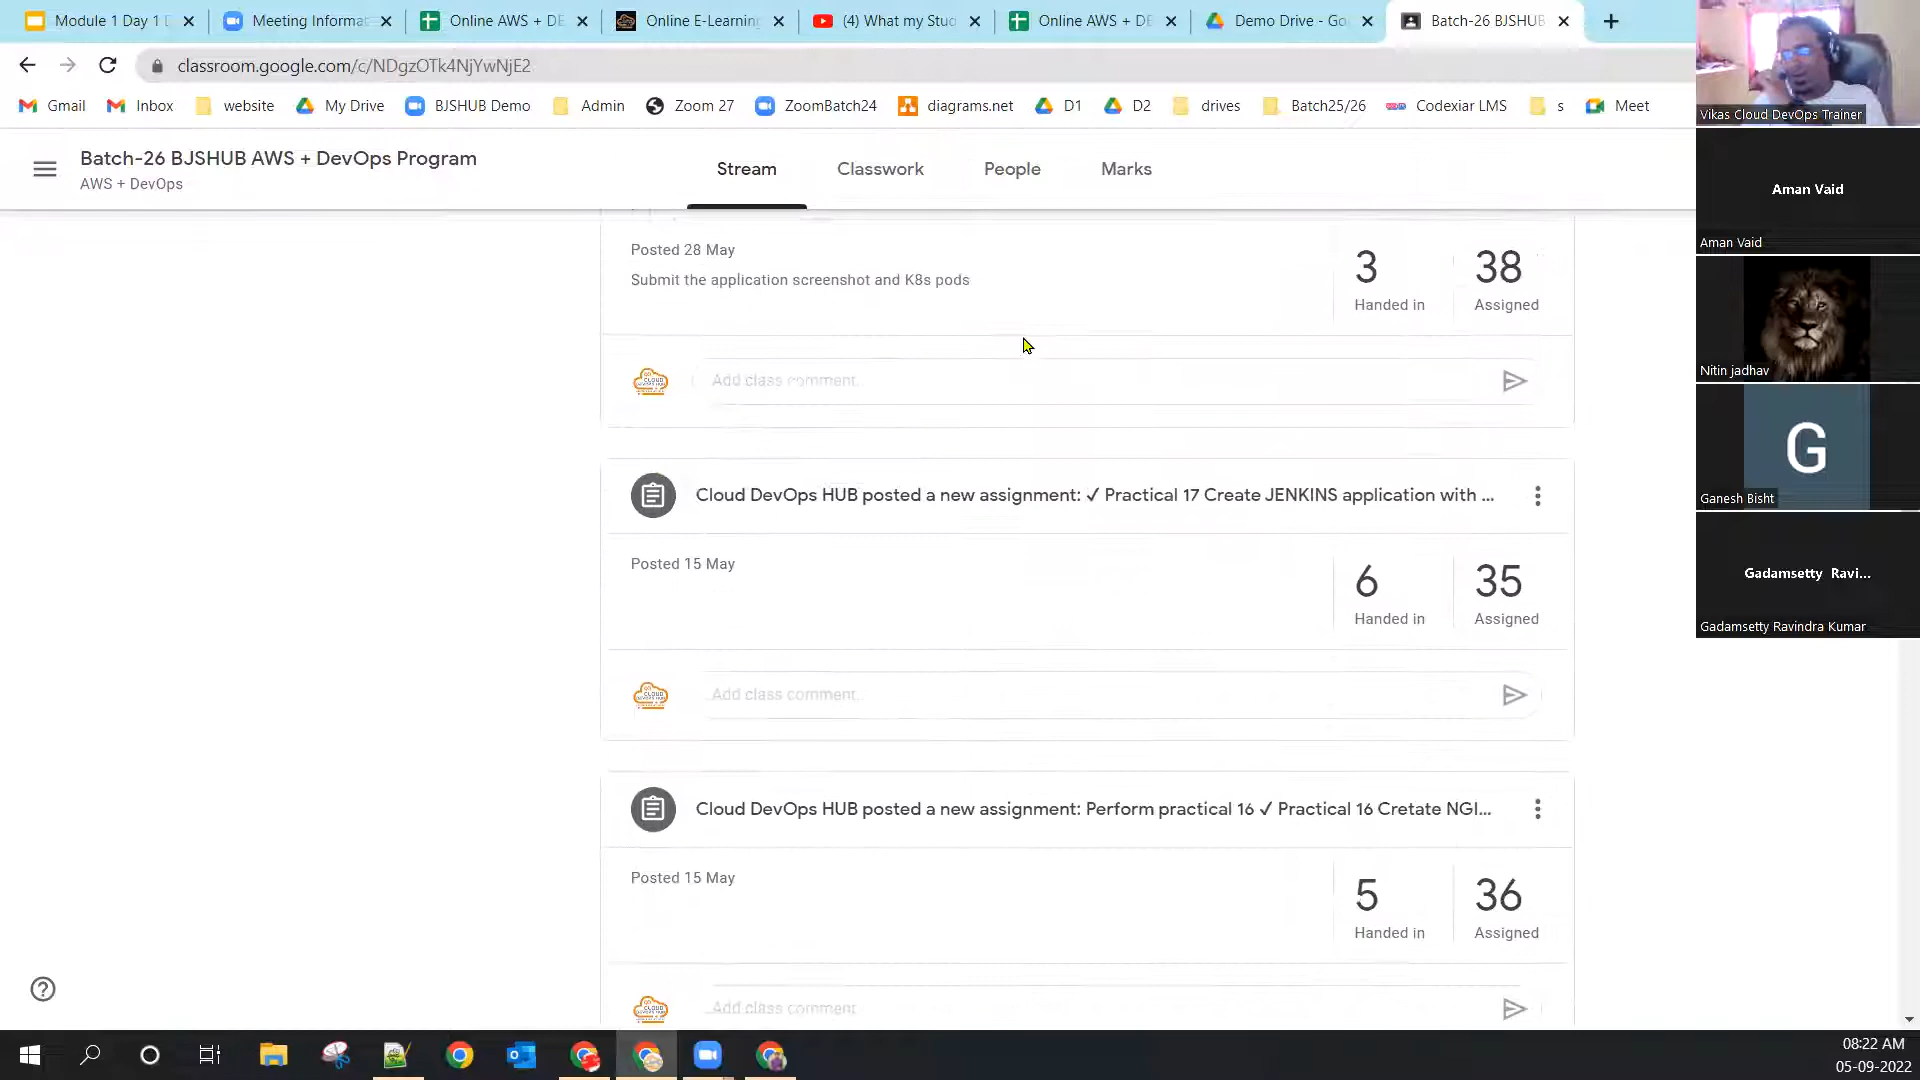 Module 1 Day 1 D
Meeting Informat
Online AWS + DE
Online E-Learning
(4) What my Stud
Online AWS + DE
Demo Drive - Go
Batch-26 BJSHUB
classroom.google.com/c/NDgzOTk4NjYwNjE2
Gmail
Inbox
website
My Drive
BJSHUB Demo
Admin
Zoom 27
ZoomBatch24
diagrams.net
D1
D2
drives
Batch25/26
Codexiar LMS
s
Meet
Vikas Cloud DevOps Trainer
Batch-26 BJSHUB AWS + DevOps Program
AWS + DevOps
Stream
Classwork
People
Marks
Aman Vaid
Aman Vaid
Posted 28 May
Submit the application screenshot and K8s pods
3
Handed in
38
Assigned
Nitin jadhav
Add class comment.
G
Ganesh Bisht
Cloud DevOps HUB posted a new assignment: ✓ Practical 17 Create JENKINS application with ...
Posted 15 May
6
Handed in
35
Assigned
Gadamsetty Ravi...
Gadamsetty Ravindra Kumar
Add class comment.
Cloud DevOps HUB posted a new assignment: Perform practical 16 ✓ Practical 16 Cretate NGI...
Posted 15 May
5
Handed in
36
Assigned
Add class comment
08:22 AM
05-09-2022